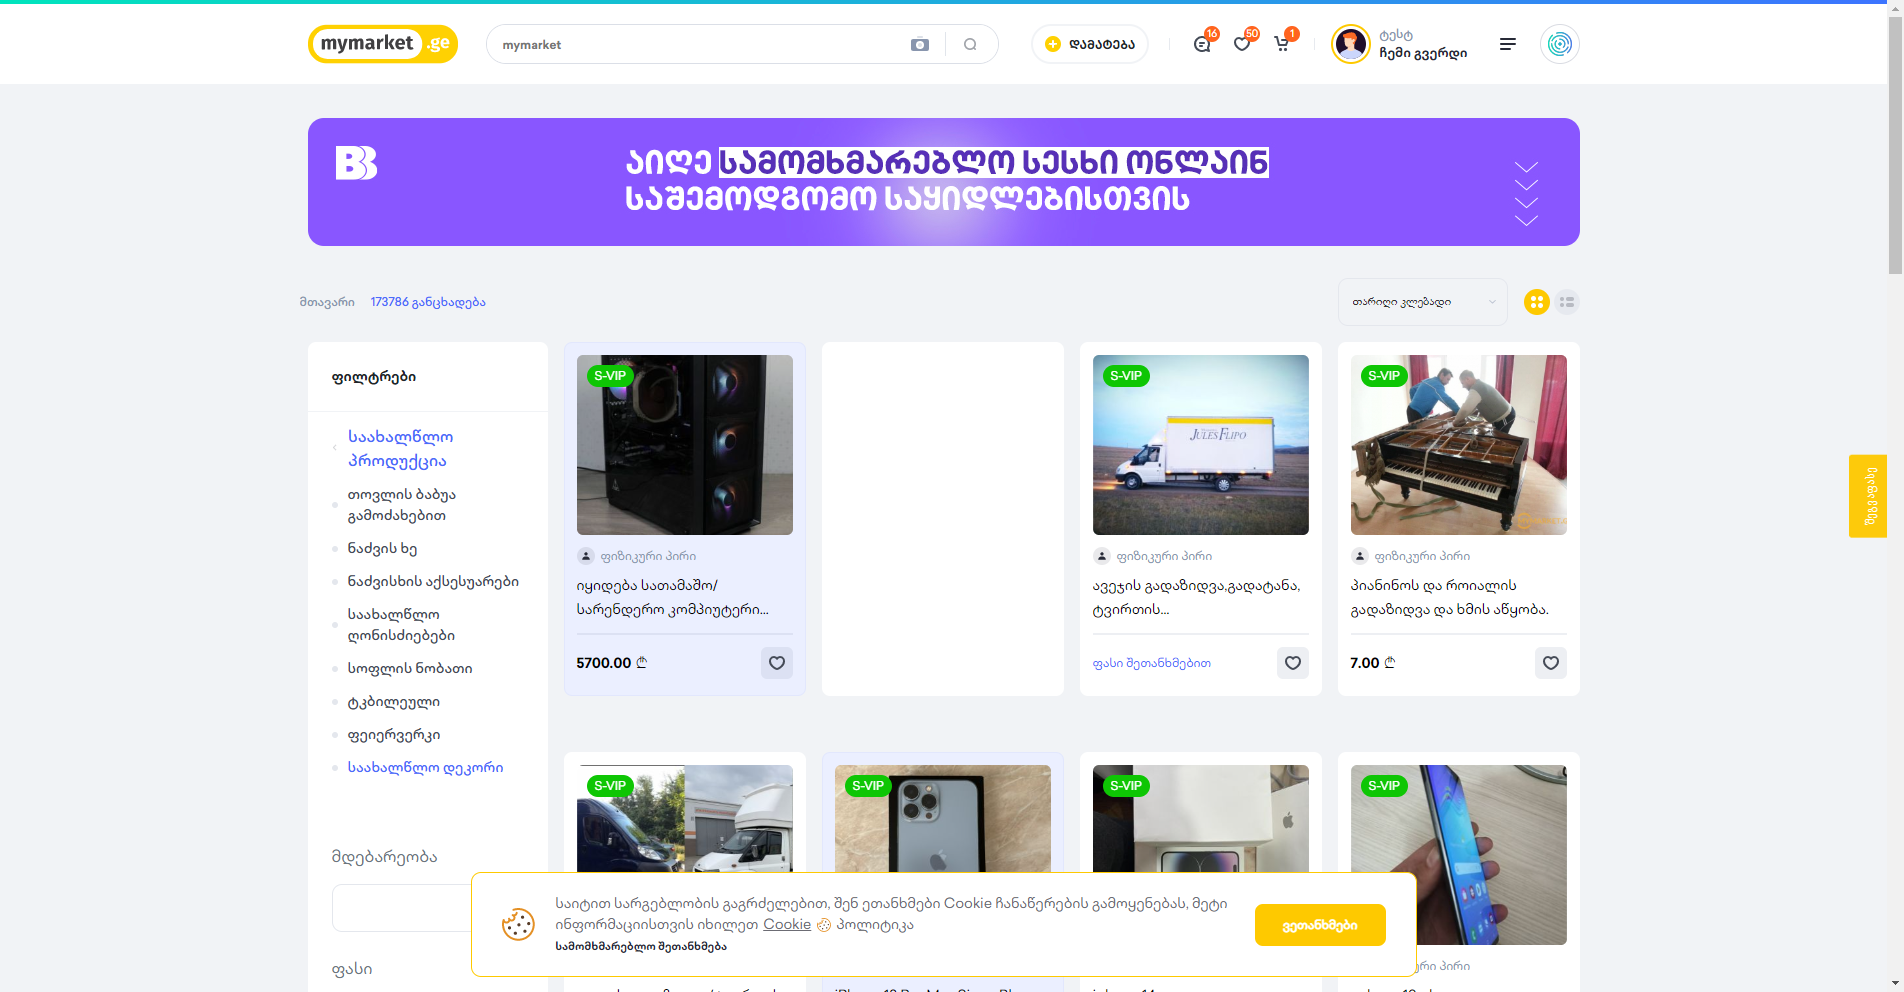 mymarket .ge
mymarket
დამატება
16
50
1
ტესტ
ჩემი გვერდი
B
აიღე სამომხმარებლო სესხი ონლაინ
საშემოდგომო საყიდლებისთვის
მთავარი
173786 განცხადება
თარიღი კლებადი
ფილტრები
საახალწლო
პროდუქცია
თოვლის ბაბუა
გამოძახებით
ნაძვის ხე
ნაძვისხის აქსესუარები
საახალწლო
ღონისძიებები
სოფლის ნობათი
ტკბილეული
ფეიერვერკი
საახალწლო დეკორი
მდებარეობა
ფასი
S-VIP
ფიზიკური პირი
იყიდება სათამაშო/
სარენდერო კომპიუტერი...
5700.00 ₾
S-VIP
JULES FLIPO
ფიზიკური პირი
ავეჯის გადაზიდვა,გადატანა,
ტვირთის...
ფასი შეთანხმებით
S-VIP
ფიზიკური პირი
პიანინოს და როიალის
გადაზიდვა და ხმის აწყობა.
7.00 ₾
S-VIP
S-VIP
S-VIP
S-VIP
საიტით სარგებლობის გაგრძელებით, შენ ეთანხმები Cookie ჩანაწერების გამოყენებას, მეტი
ინფორმაციისთვის იხილეთ Cookie პოლიტიკა
სამომხმარებლო შეთანხმება
ვეთანხმები
პირი